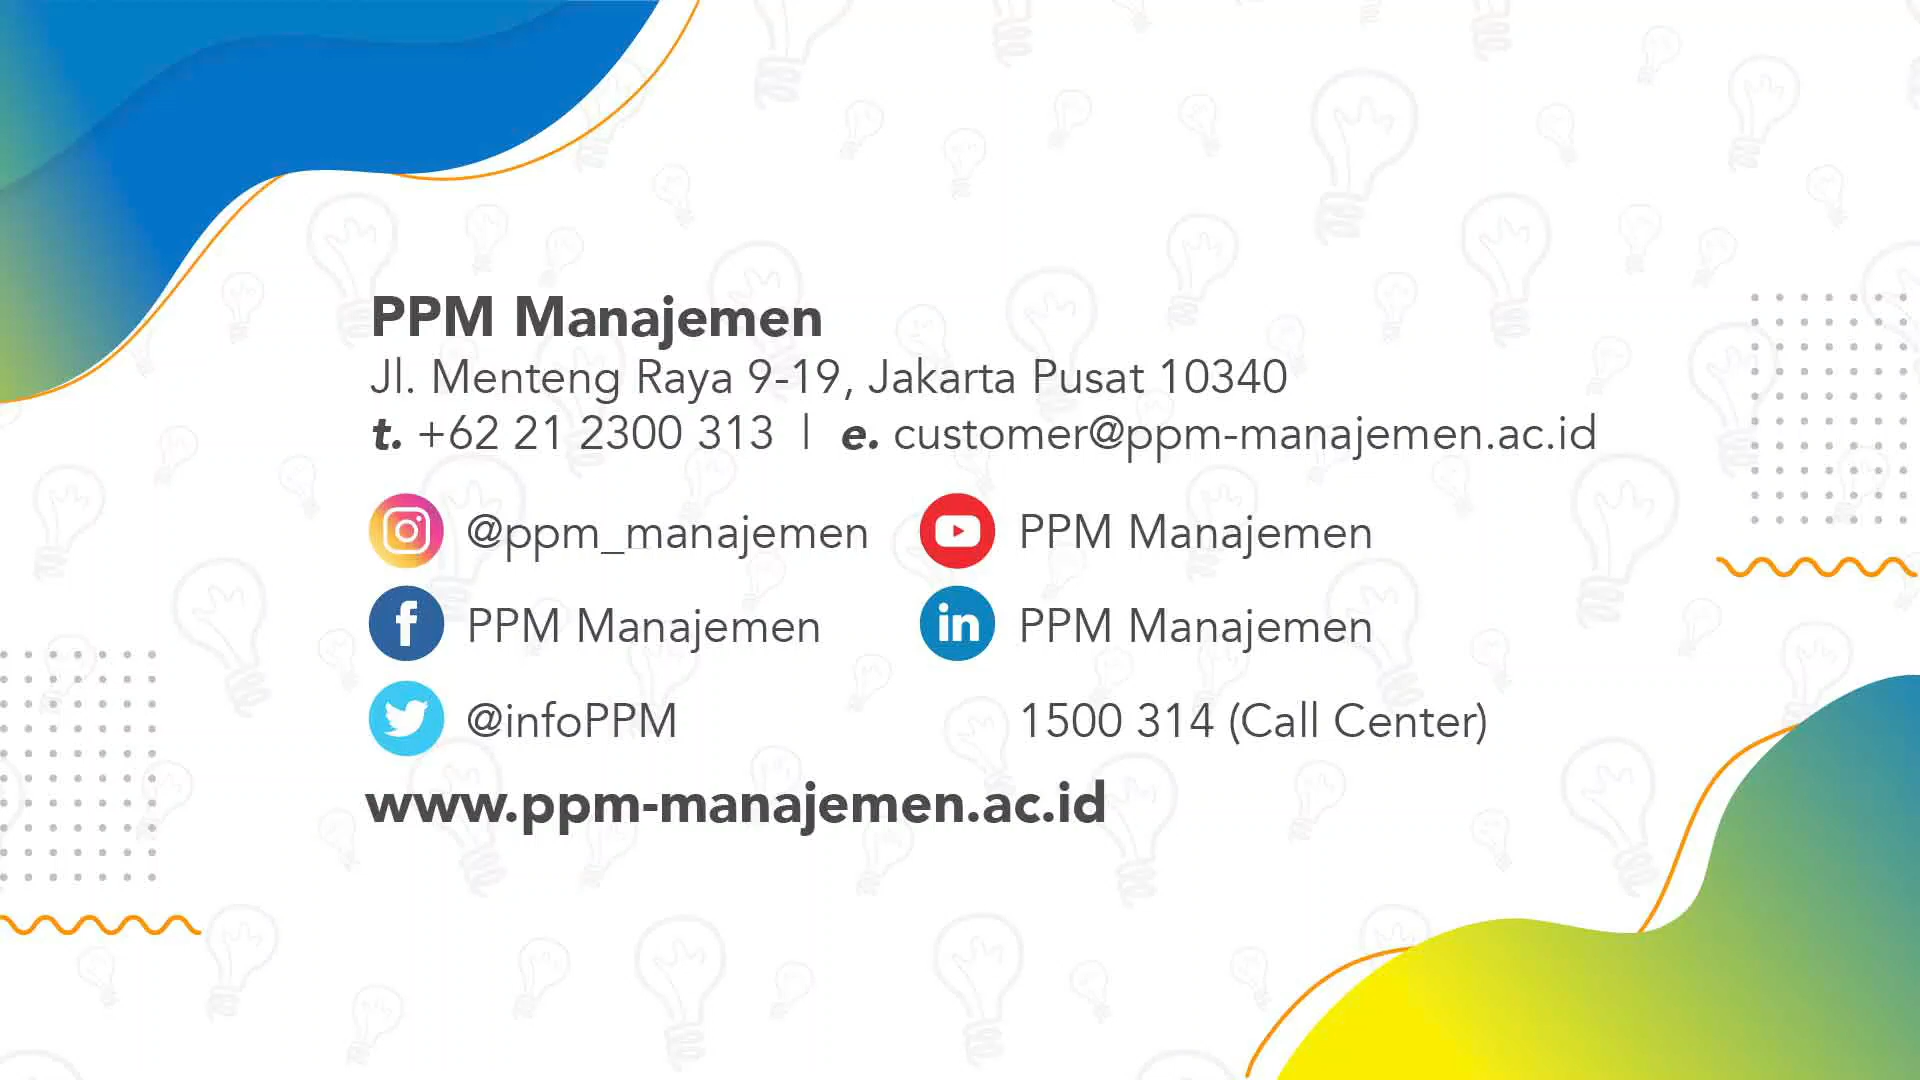 PPM Manajemen
Jl. Menteng Raya 9-19, Jakarta Pusat 10340
t. +62 21 2300 313 | e. customer@ppm-manajemen.ac.id
@ppm_manajemen PPM Manajemen
PPM Manajemen PPM Manajemen
@infoPPM 1500 314 (Call Center)
www.ppm-manajemen.ac.id